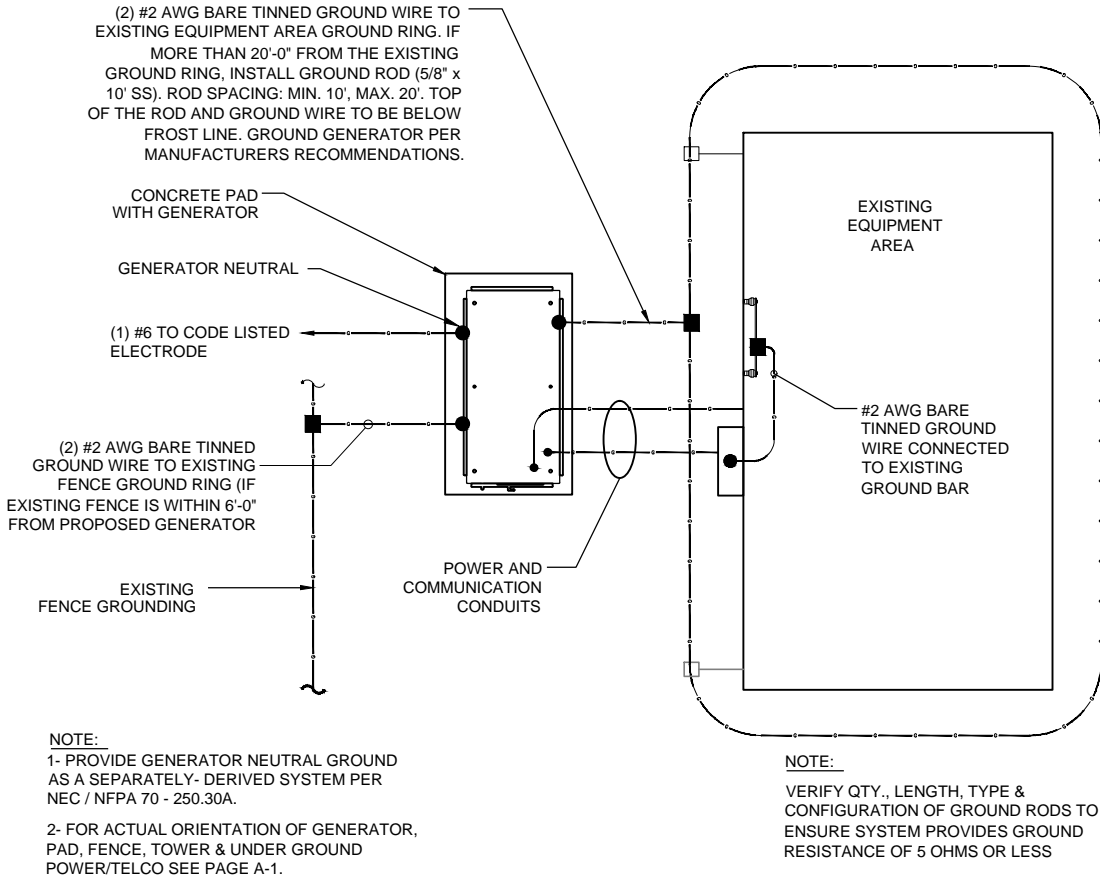 (2) #2 AWG BARE TINNED GROUND WIRE TO
EXISTING EQUIPMENT AREA GROUND RING. IF
MORE THAN 20'-0" FROM THE EXISTING
GROUND RING, INSTALL GROUND ROD (5/8" x
10' SS). ROD SPACING: MIN. 10', MAX. 20'. TOP
OF THE ROD AND GROUND WIRE TO BE BELOW
FROST LINE. GROUND GENERATOR PER
MANUFACTURERS RECOMMENDATIONS.
CONCRETE PAD
WITH GENERATOR
GENERATOR NEUTRAL
(1) #6 TO CODE LISTED
ELECTRODE
(2) #2 AWG BARE TINNED
GROUND WIRE TO EXISTING
FENCE GROUND RING (IF
EXISTING FENCE IS WITHIN 6'-0"
FROM PROPOSED GENERATOR
EXISTING
FENCE GROUNDING
POWER AND
COMMUNICATION
CONDUITS
EXISTING
EQUIPMENT
AREA
#2 AWG BARE
TINNED GROUND
WIRE CONNECTED
TO EXISTING
GROUND BAR
NOTE:
1- PROVIDE GENERATOR NEUTRAL GROUND
AS A SEPARATELY- DERIVED SYSTEM PER
NEC / NFPA 70 - 250.30A.
2- FOR ACTUAL ORIENTATION OF GENERATOR,
PAD, FENCE, TOWER & UNDER GROUND
POWER/TELCO SEE PAGE A-1.
NOTE:
VERIFY QTY., LENGTH, TYPE &
CONFIGURATION OF GROUND RODS TO
ENSURE SYSTEM PROVIDES GROUND
RESISTANCE OF 5 OHMS OR LESS